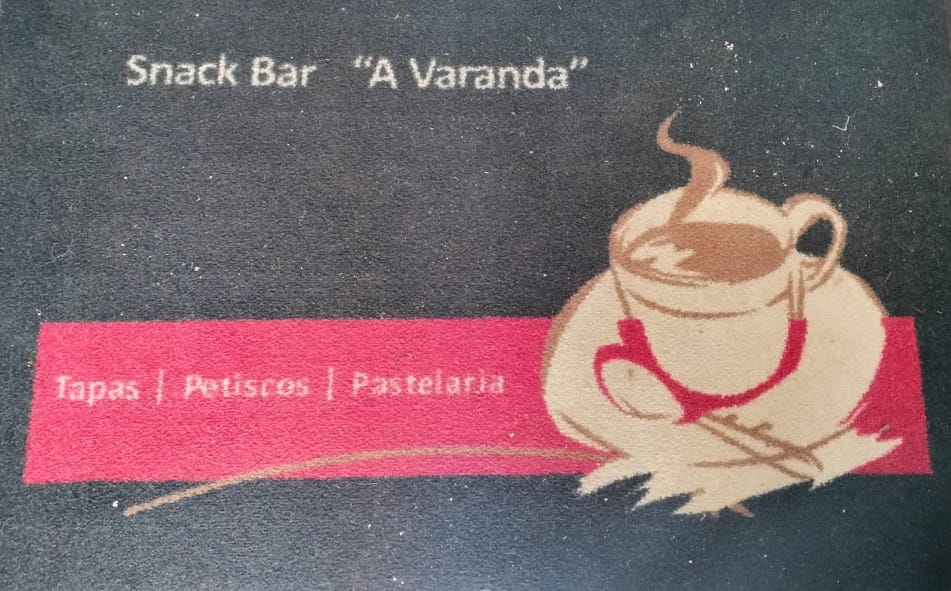 Snack Bar “A Varanda”
Tapas | Petiscos | Pastelaria